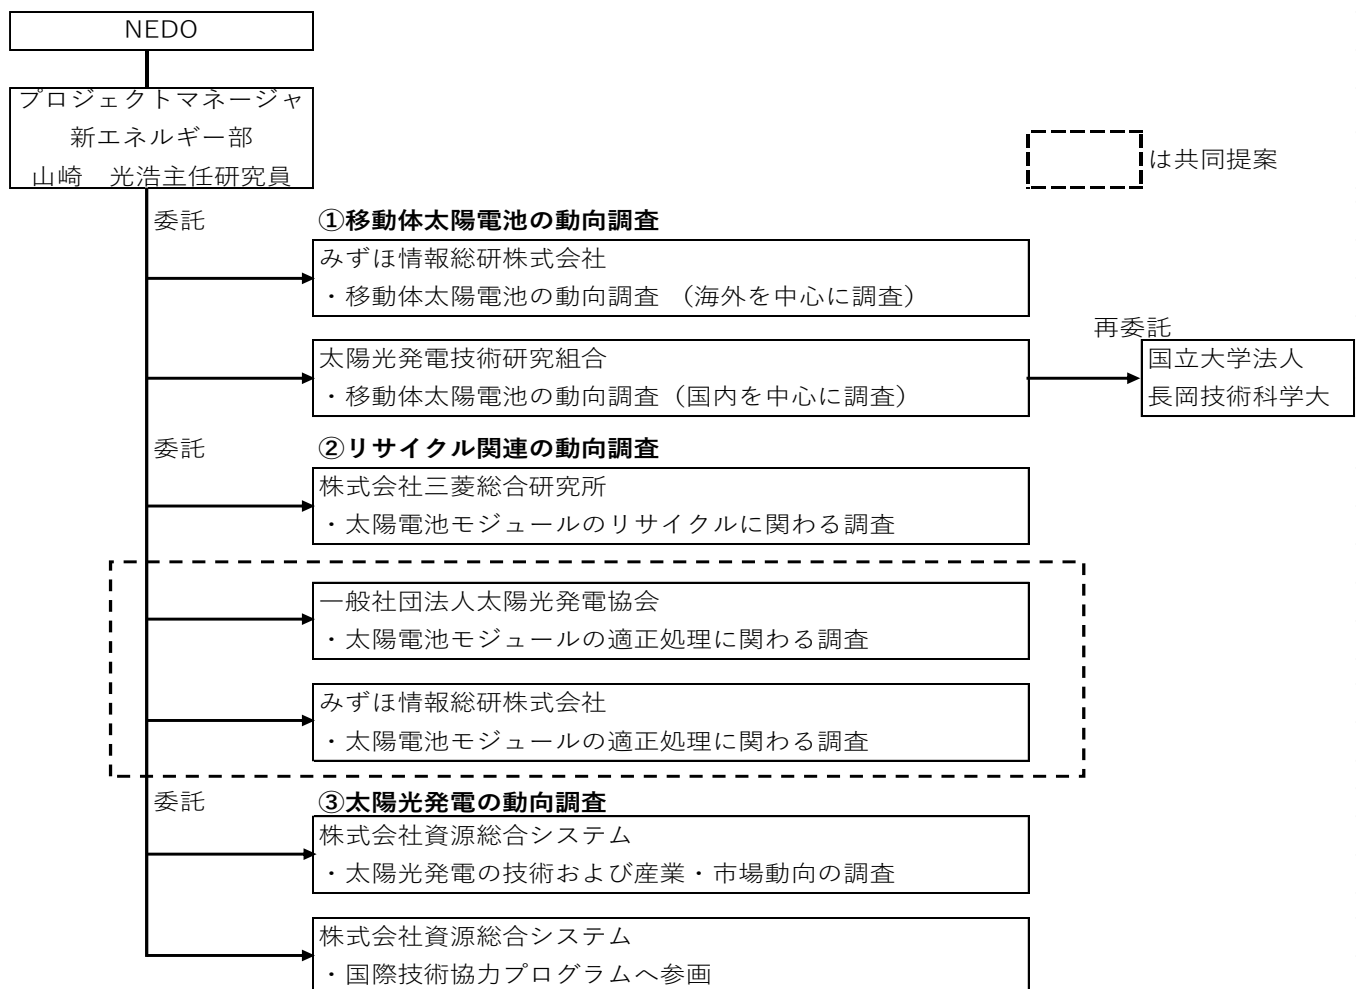 NEDO
プロジェクトマネージャ
新エネルギー部
山崎　光浩主任研究員
は共同提案
委託
①移動体太陽電池の動向調査
みずほ情報総研株式会社
・移動体太陽電池の動向調査 （海外を中心に調査）
太陽光発電技術研究組合
・移動体太陽電池の動向調査（国内を中心に調査）
再委託
国立大学法人
長岡技術科学大
委託
②リサイクル関連の動向調査
株式会社三菱総合研究所
・太陽電池モジュールのリサイクルに関わる調査
一般社団法人太陽光発電協会
・太陽電池モジュールの適正処理に関わる調査
みずほ情報総研株式会社
・太陽電池モジュールの適正処理に関わる調査
委託
③太陽光発電の動向調査
株式会社資源総合システム
・太陽光発電の技術および産業・市場動向の調査
株式会社資源総合システム
・国際技術協力プログラムへ参画